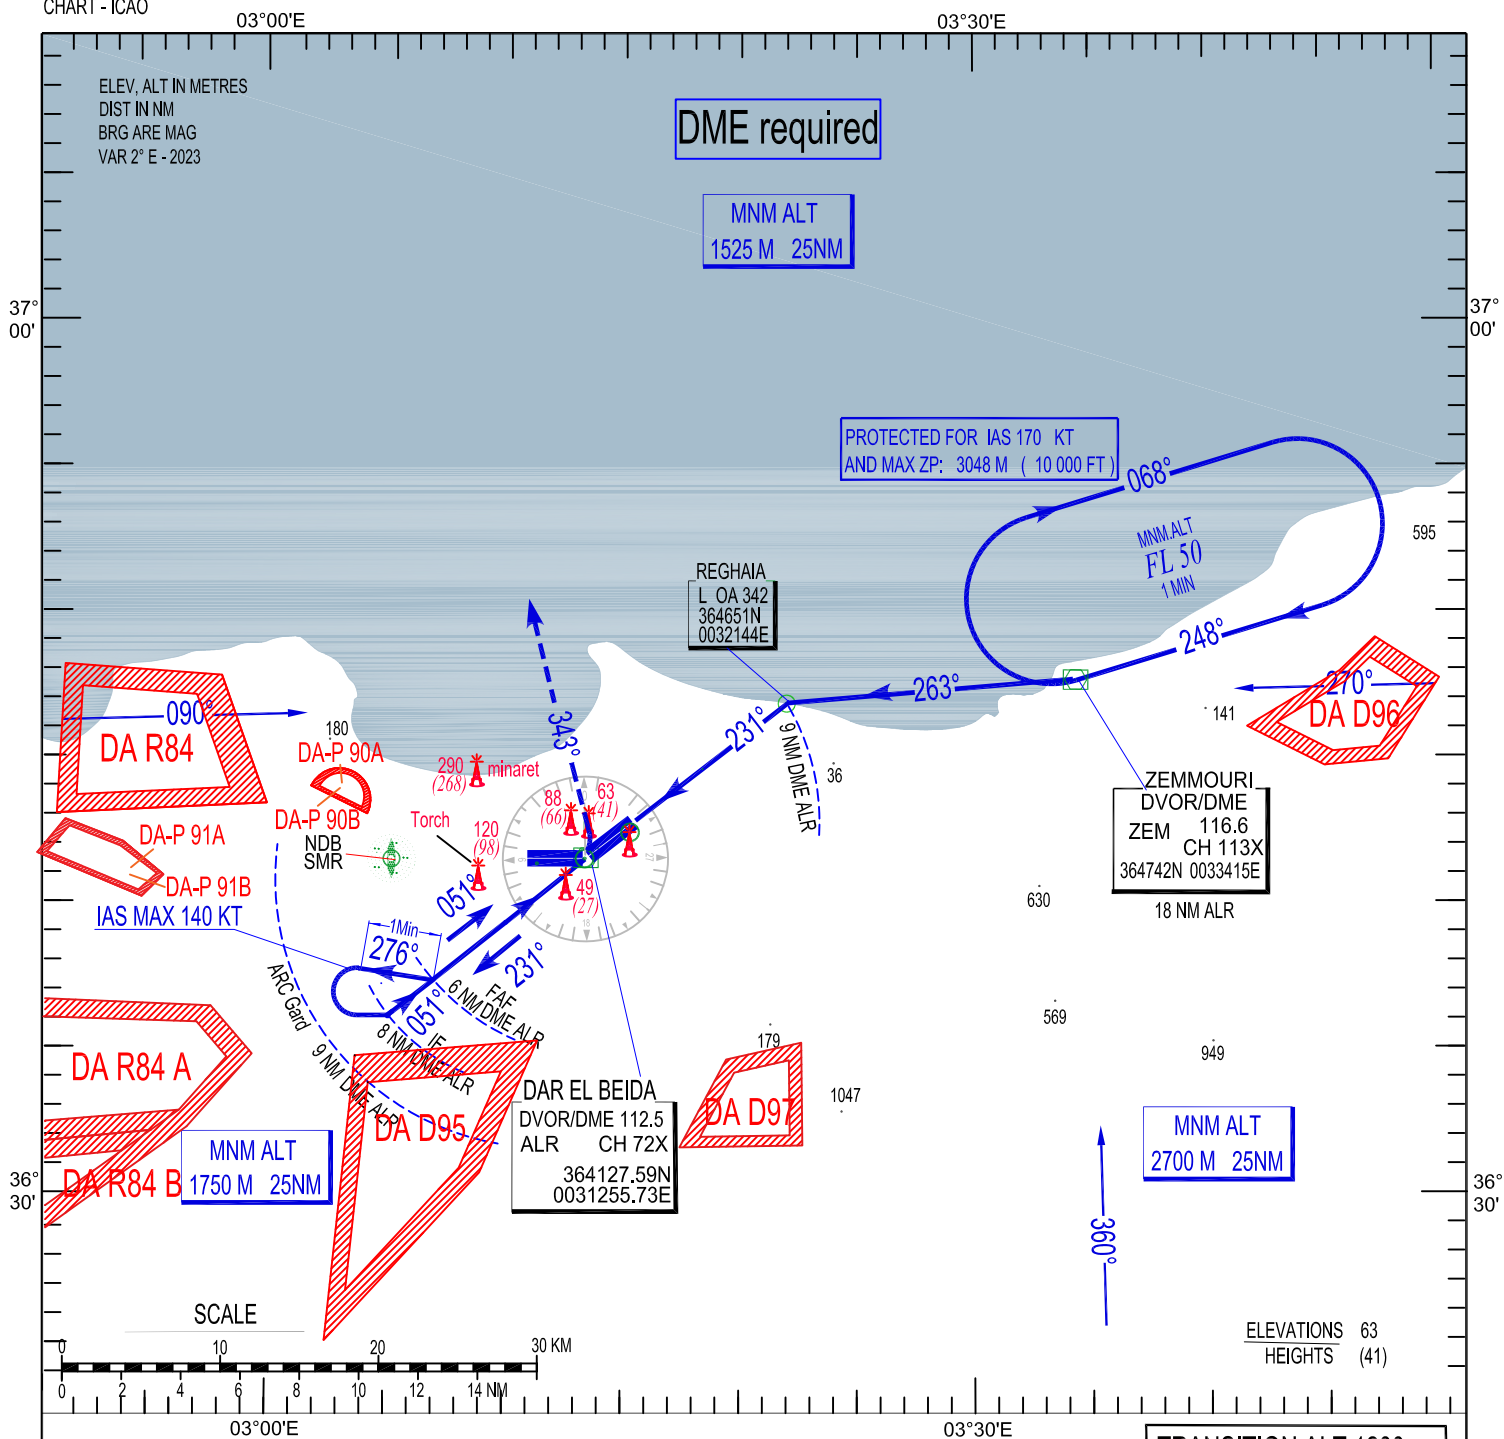 CHART - ICAO
03°00'E
03°30'E
ELEV, ALT IN METRES
DIST IN NM
BRG ARE MAG
VAR 2° E - 2023
DME required
MNM ALT
1525 M 25NM
37°
00'
37°
00'
PROTECTED FOR IAS 170 KT
AND MAX ZP: 3048 M ( 10 000 FT )
068°
MNM.ALT
FL 50
1 MIN
595
REGHAIA
L OA 342
364651N
0032144E
248°
263°
270°
DA D96
141
090°
DA R84
180
343°
231°
9 NM DME ALR
36
DA-P 90A
DA-P 90B
290
(268)
minaret
88
(66)
63
(41)
Torch
120
(98)
NDB
SMR
DA-P 91A
DA-P 91B
ZEMMOURI
DVOR/DME
ZEM 116.6
CH 113X
364742N 0033415E
18 NM ALR
27
9
18
49
(27)
630
IAS MAX 140 KT
1Min
276°
051°
231°
051°
FAF
6 NM DME ALR
IF
8 NM DME ALR
ARC Gard
9 NM DME ALR
569
179
949
1047
DA R84 A
DA D95
DA D97
DAR EL BEIDA
DVOR/DME 112.5
ALR CH 72X
364127.59N
0031255.73E
MNM ALT
1750 M 25NM
DA R84 B
MNM ALT
2700 M 25NM
36°
30'
36°
30'
360°
SCALE
0 10 20 30 KM
0 2 4 6 8 10 12 14 NM
ELEVATIONS 63
HEIGHTS (41)
03°00'E
03°30'E